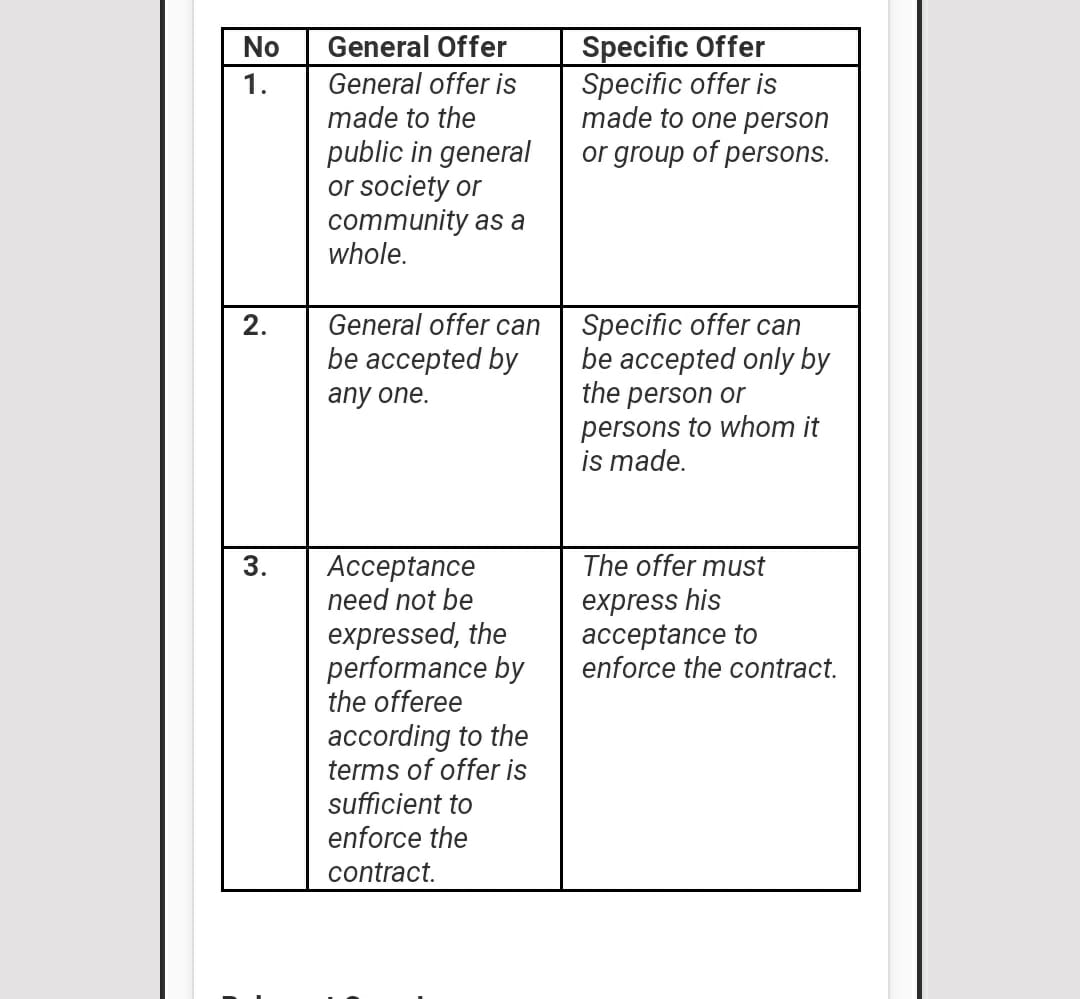 No General Offer Specific Offer
1. General offer is made to the public in general or society or community as a whole.
Specific offer is made to one person or group of persons.
2. General offer can be accepted by any one.
Specific offer can be accepted only by the person or persons to whom it is made.
3. Acceptance need not be expressed, the performance by the offeree according to the terms of offer is sufficient to enforce the contract.
The offer must express his acceptance to enforce the contract.